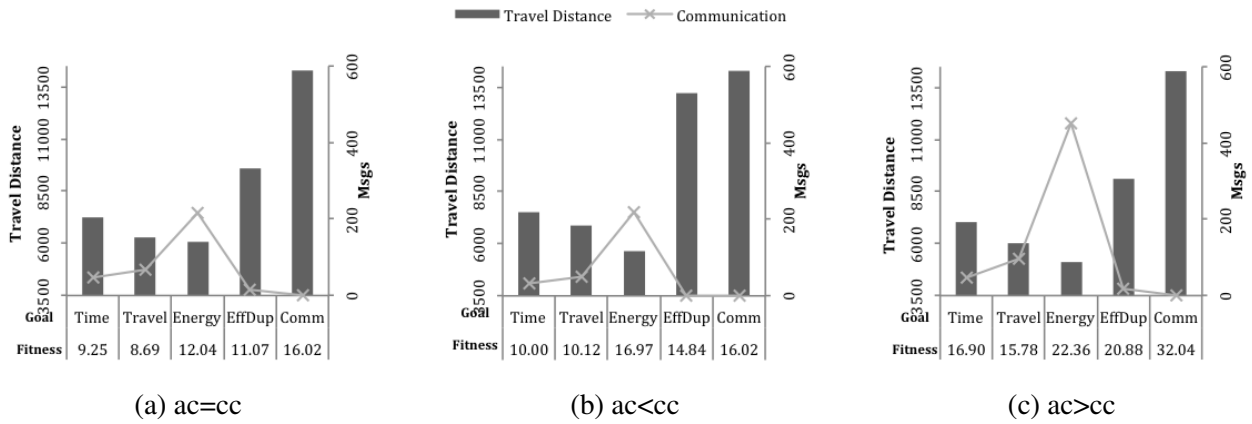 Travel Distance Communication
Travel Distance
13500
11000
8500
6000
3500
600
400
200
0
Msgs
Goal Time Travel Energy EffDup Comm
Fitness 9.25 8.69 12.04 11.07 16.02
(a) ac=cc
Travel Distance
13500
11000
8500
6000
3500
600
400
200
0
Msgs
Goal Time Travel Energy EffDup Comm
Fitness 10.00 10.12 16.97 14.84 16.02
(b) ac<cc
Travel Distance
13500
11000
8500
6000
3500
600
400
200
0
Msgs
Goal Time Travel Energy EffDup Comm
Fitness 16.90 15.78 22.36 20.88 32.04
(c) ac>cc